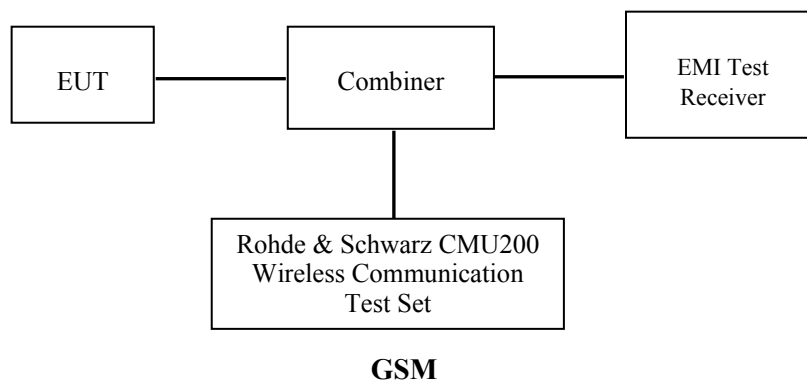 EUT
Combiner
EMI Test
Receiver
Rohde & Schwarz CMU200
Wireless Communication
Test Set
GSM